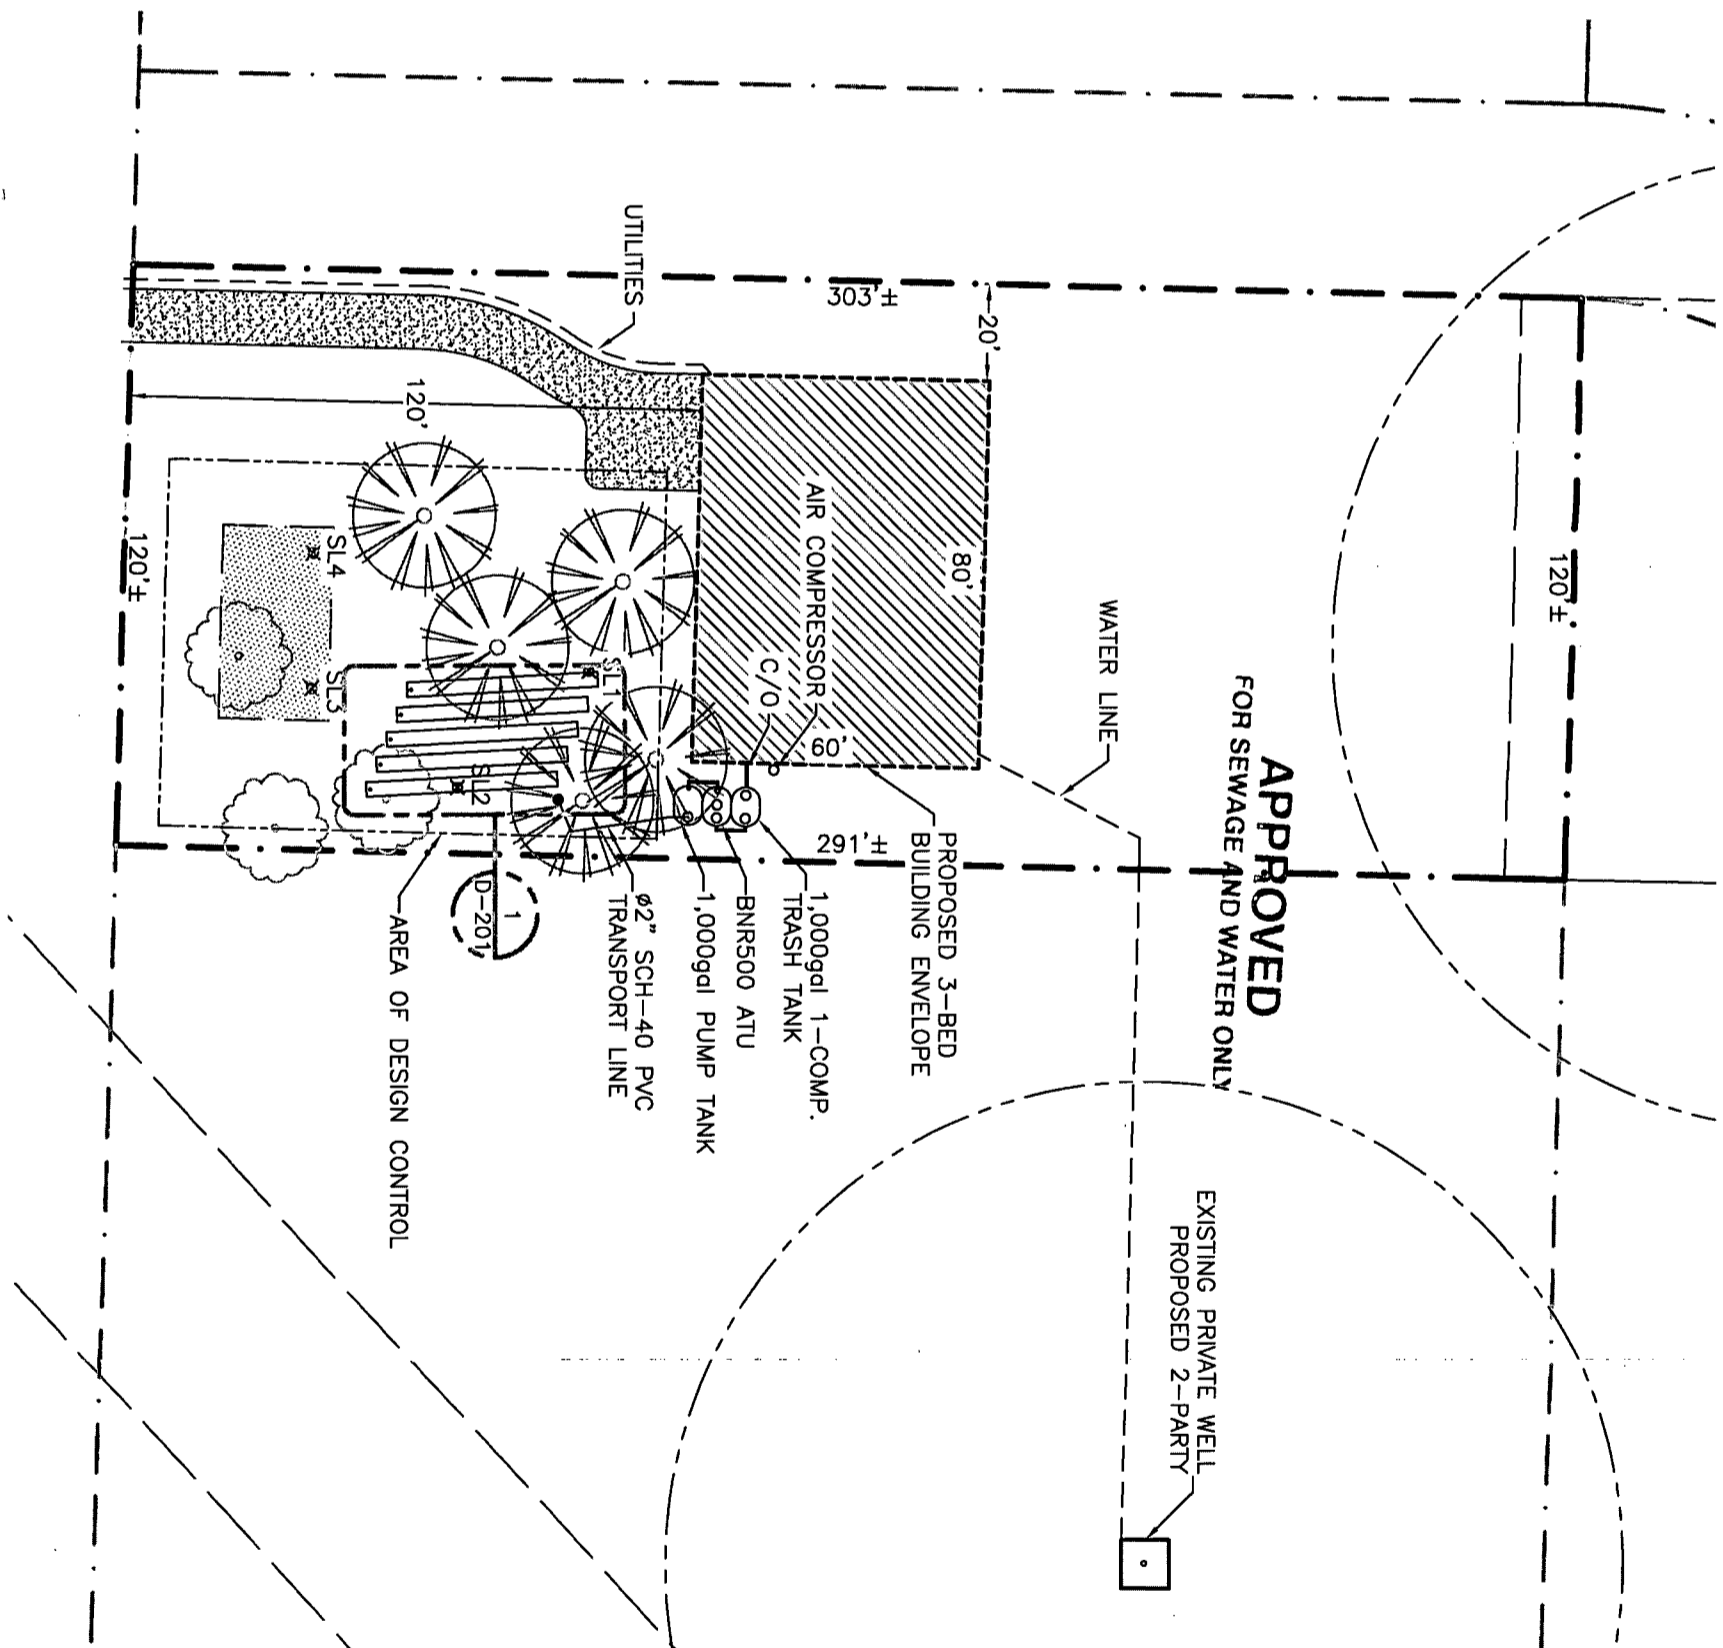 UTILITIES
303'±
20'
120'
120'±
120'±
80'
60'
AIR COMPRESSOR
C/O
WATER LINE
SL4
SL3
SL1
SL2
291'±
APPROVED
FOR SEWAGE AND WATER ONLY
PROPOSED 3-BED
BUILDING ENVELOPE
1,000gal 1-COMP.
TRASH TANK
BNR500 ATU
1,000gal PUMP TANK
ø2" SCH-40 PVC
TRANSPORT LINE
1
D-201
AREA OF DESIGN CONTROL
EXISTING PRIVATE WELL
PROPOSED 2-PARTY